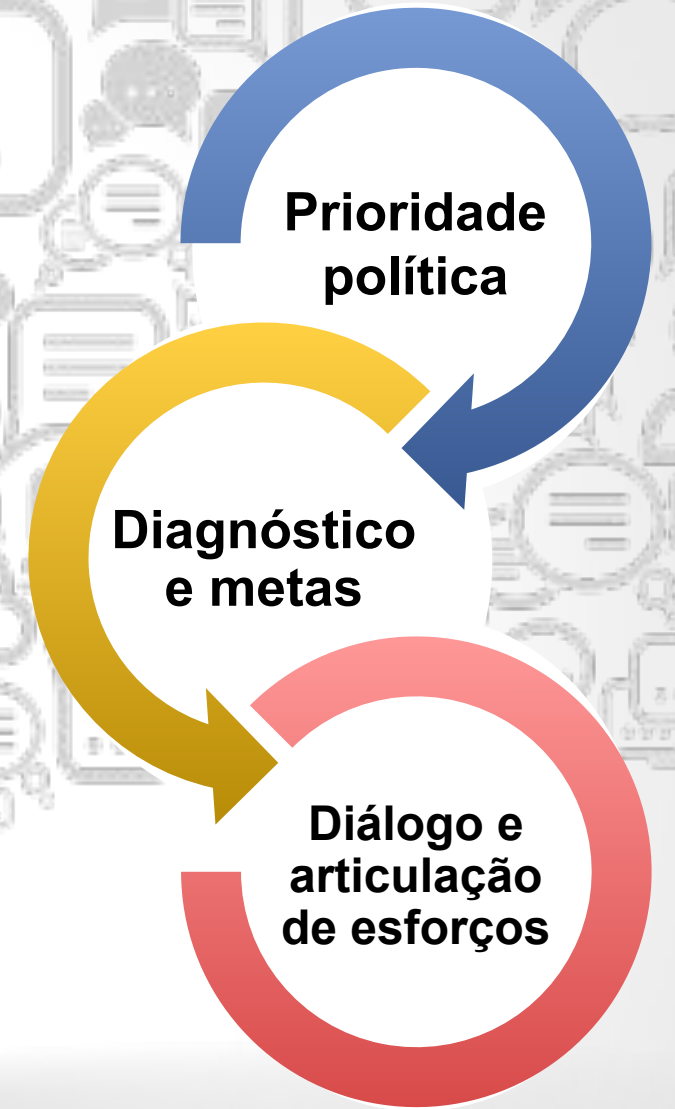 Prioridade
política
Diagnóstico
e metas
Diálogo e
articulação
de esforços